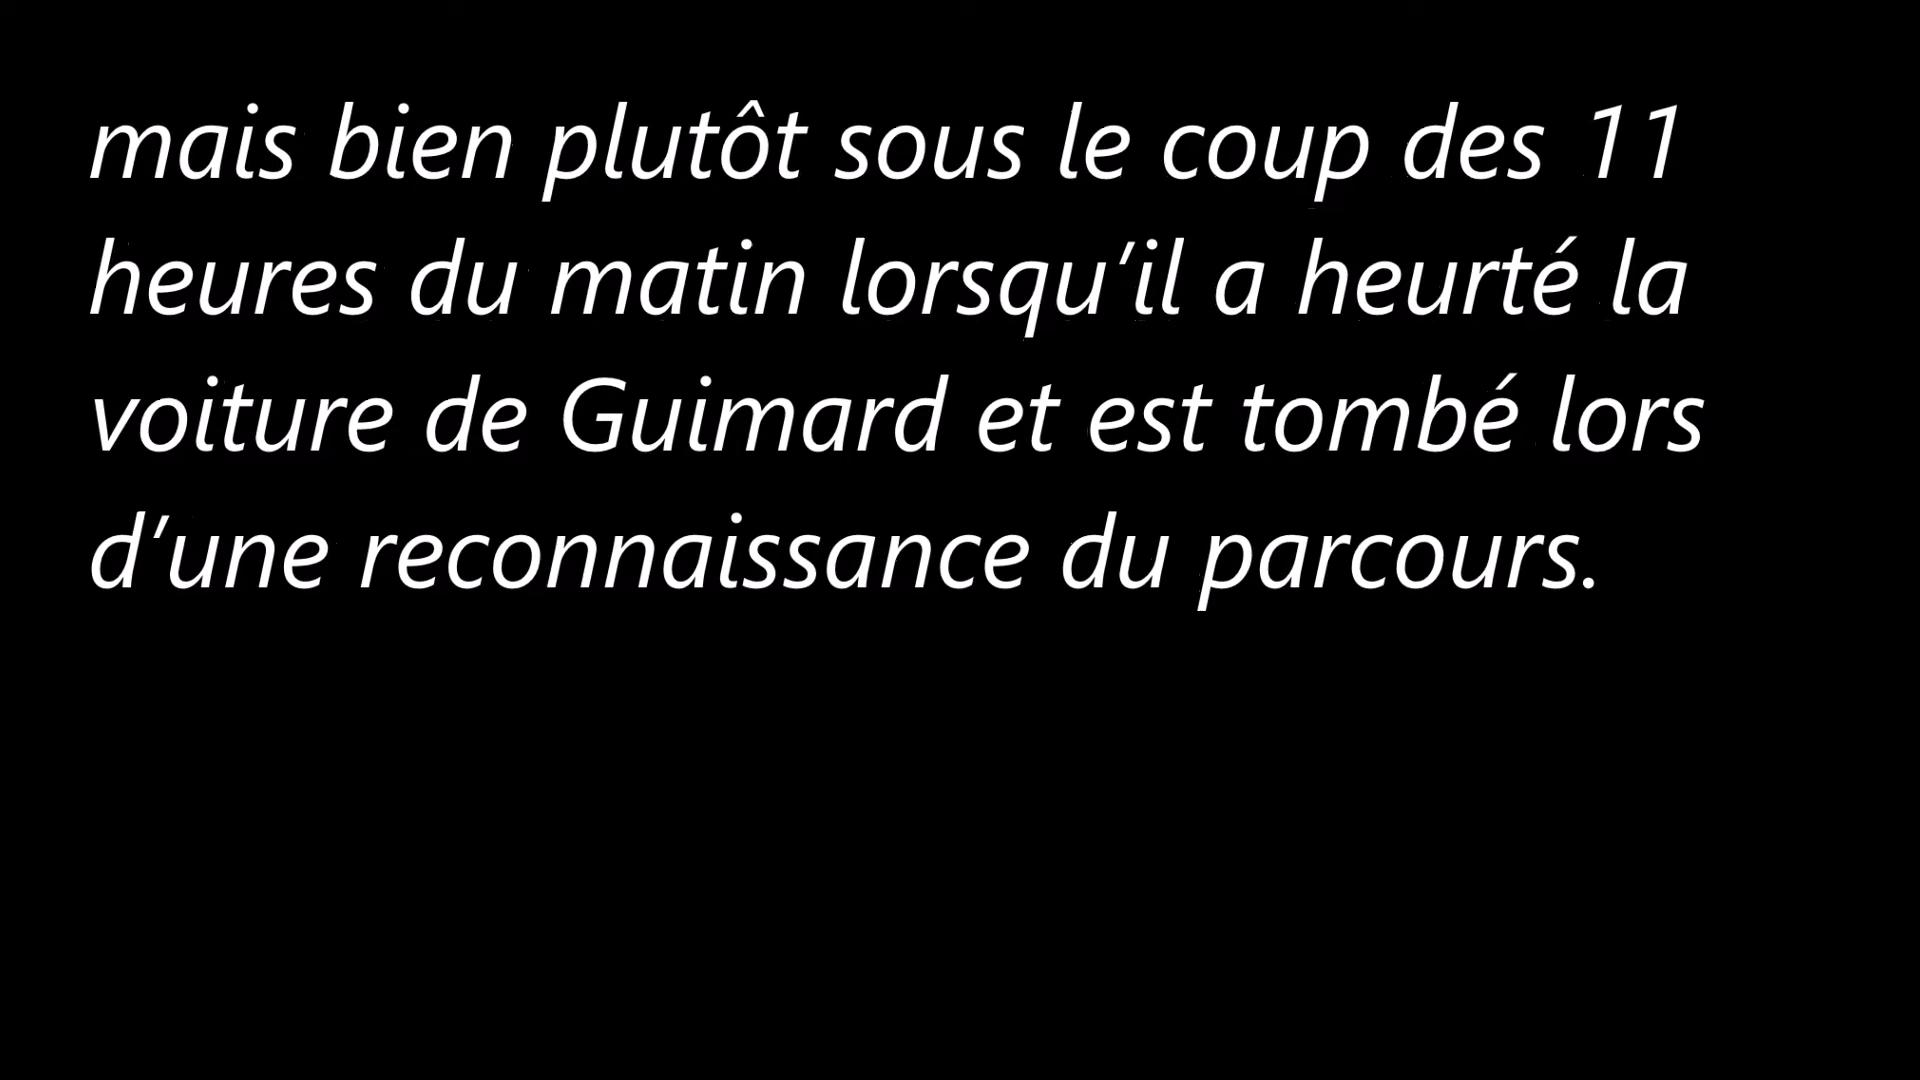 mais bien plutôt sous le coup des 11
heures du matin lorsqu’il a heurté la
voiture de Guimard et est tombé lors
d’une reconnaissance du parcours.